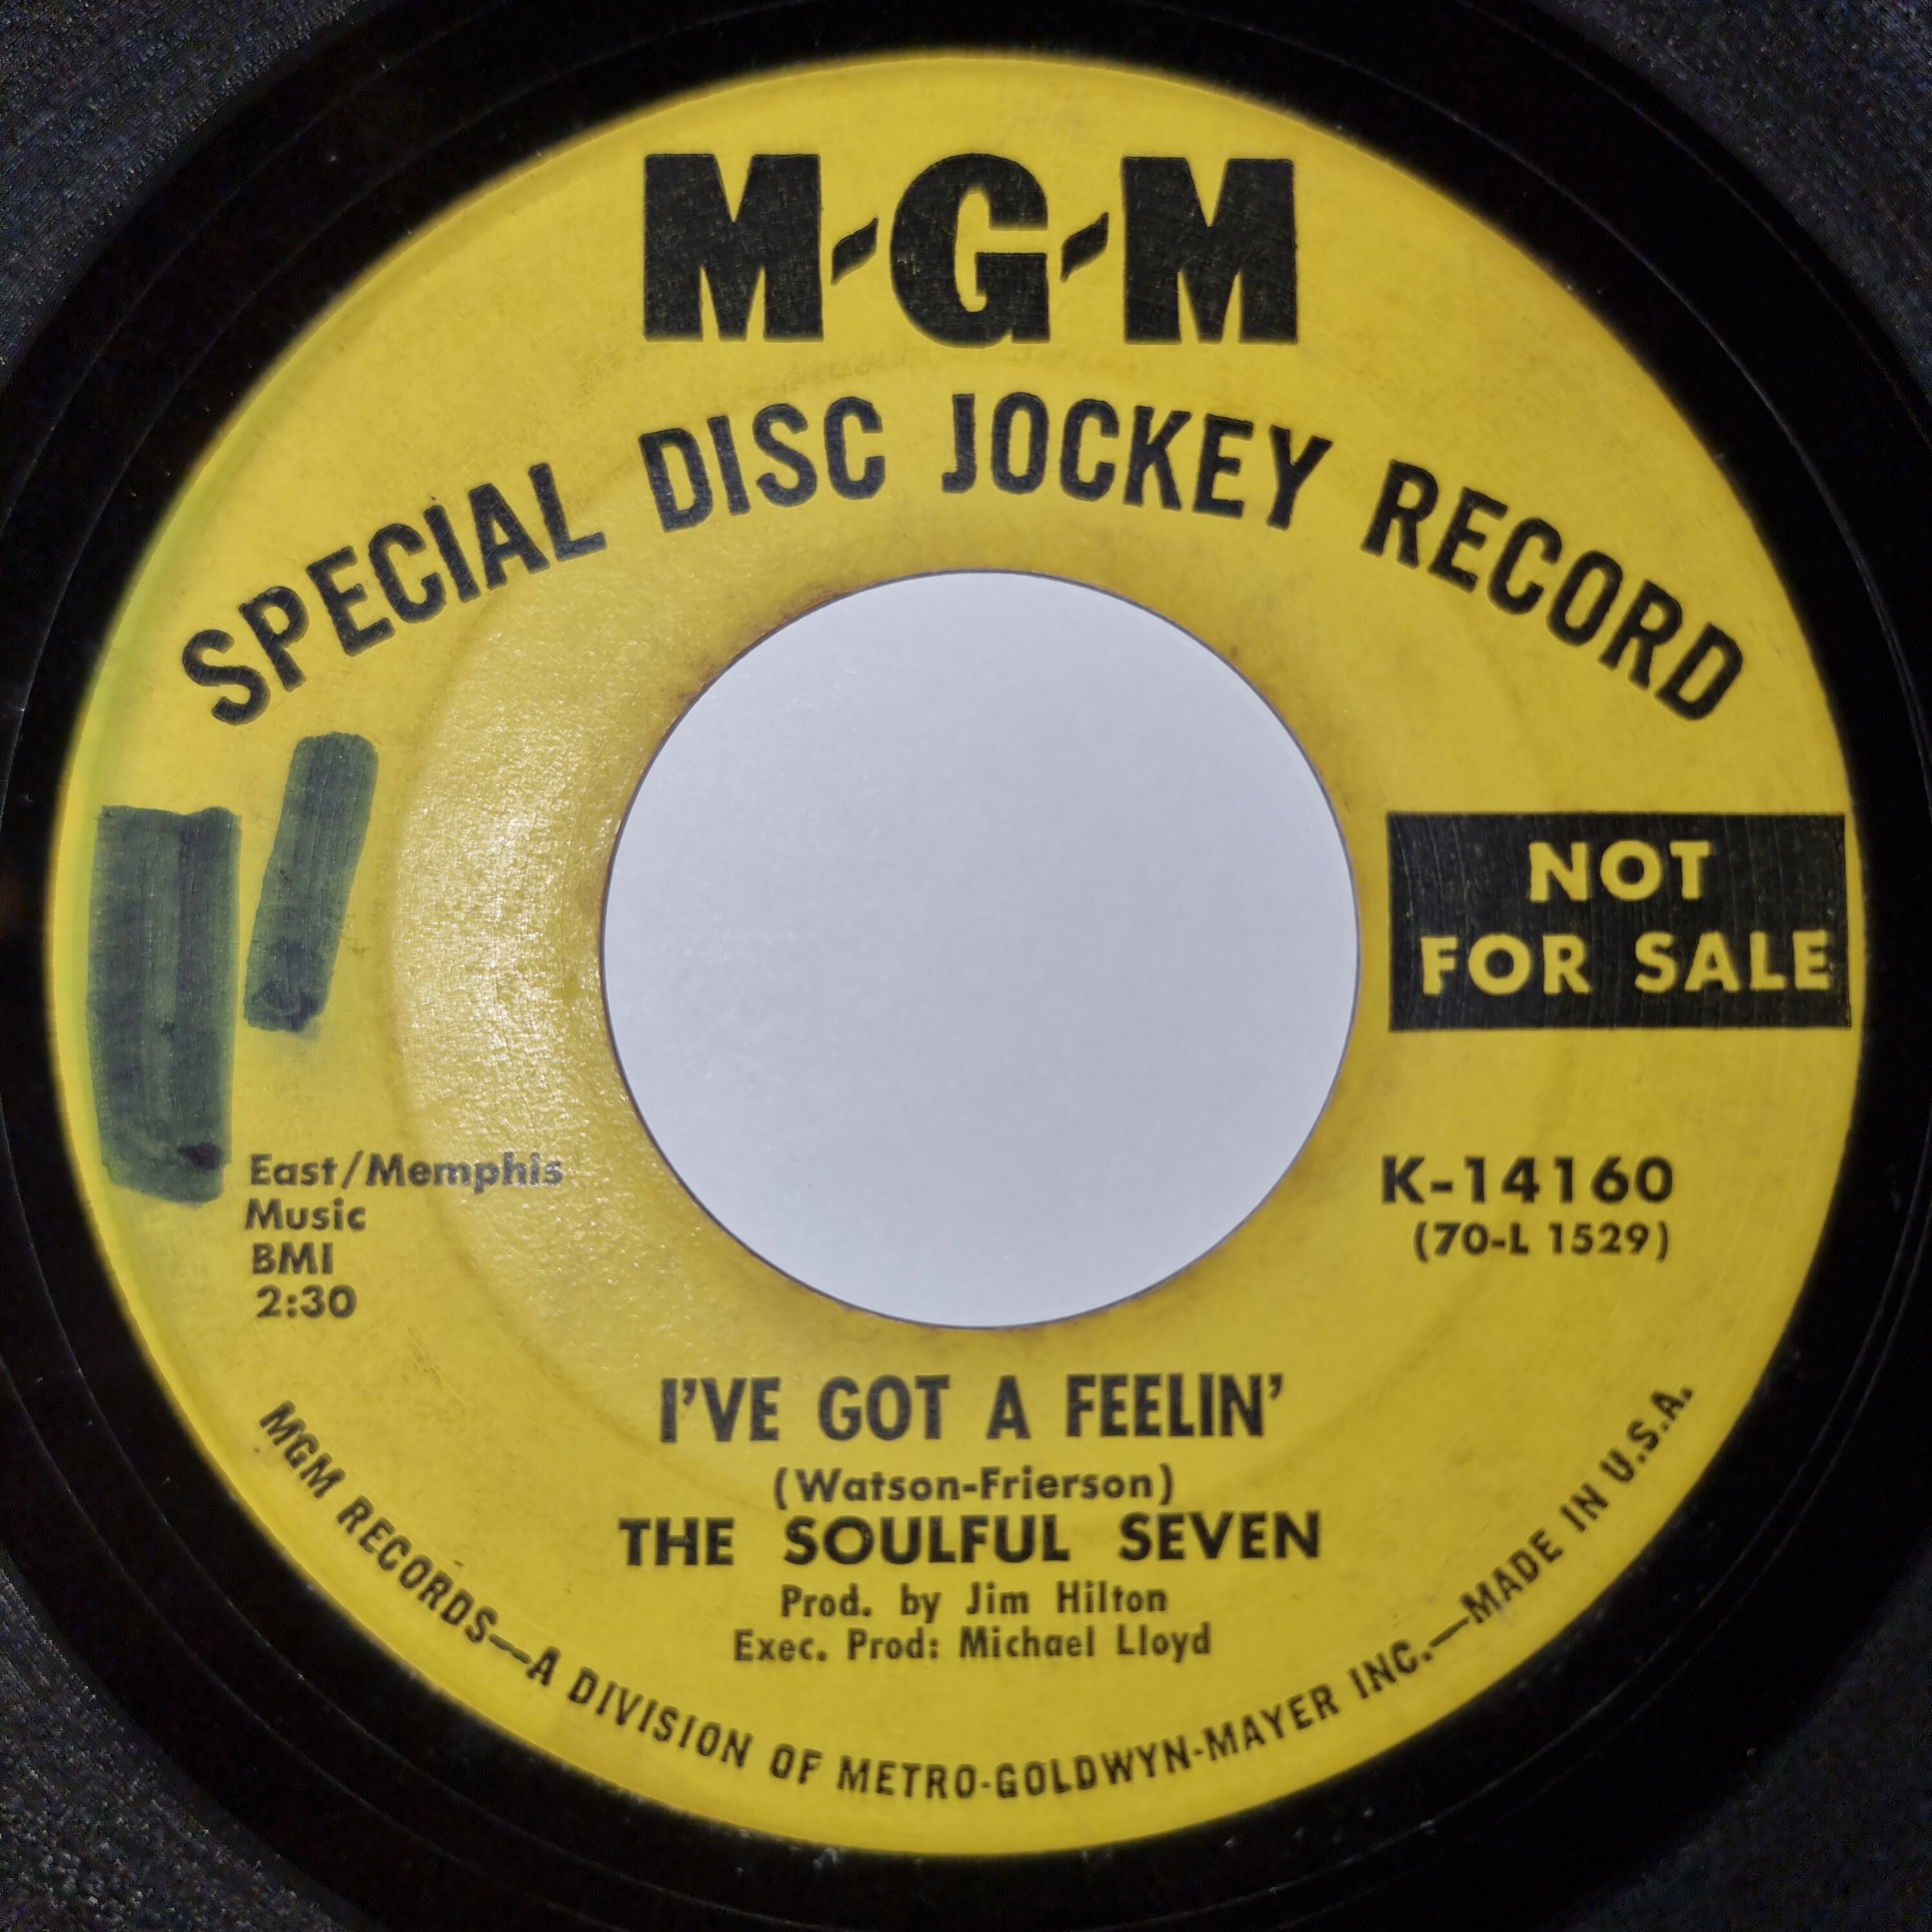 M-G-M
SPECIAL DISC JOCKEY RECORD
NOT
FOR SALE
East/Memphis
Music
BMI
2:30
K-14160
(70-L 1529)
I'VE GOT A FEELIN'
(Watson-Frierson)
THE SOULFUL SEVEN
Prod. by Jim Hilton
Exec. Prod: Michael Lloyd
MGM RECORDS—A DIVISION OF METRO-GOLDWYN-MAYER INC.—MADE IN U.S.A.